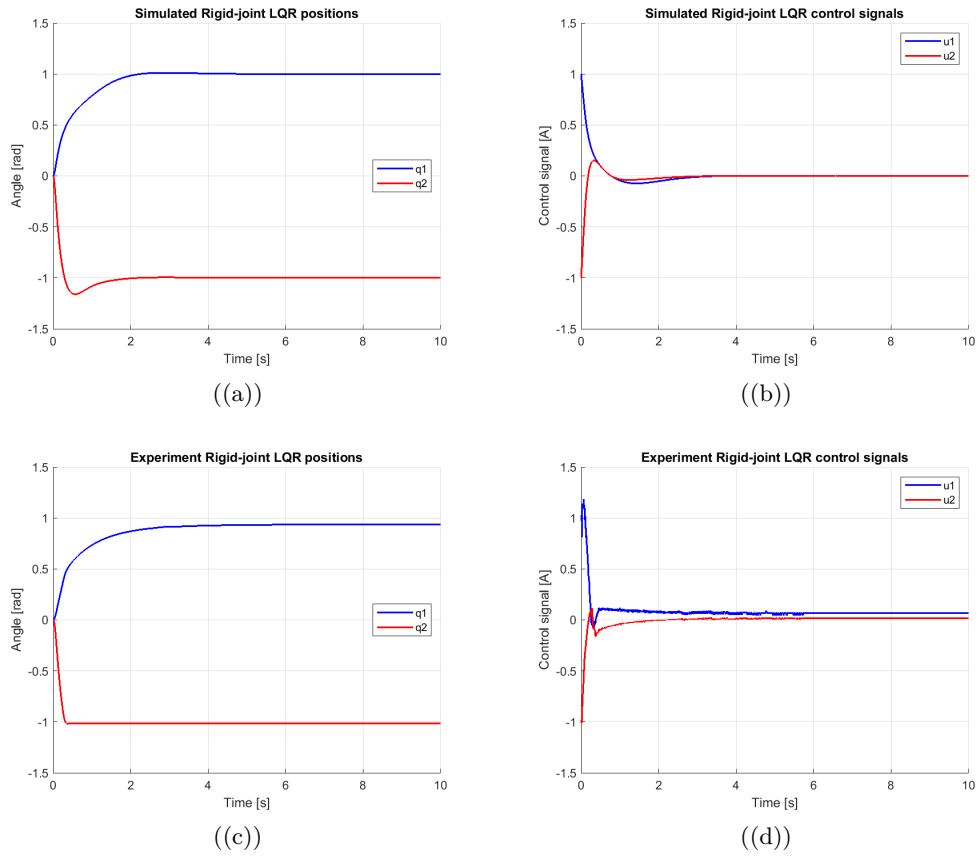 Simulated Rigid-joint LQR positions
1.5
1
0.5
0
-0.5
-1
-1.5
Angle [rad]
q1
q2
0 2 4 6 8 10
Time [s]
((a))
Simulated Rigid-joint LQR control signals
1.5
1
0.5
0
-0.5
-1
-1.5
Control signal [A]
u1
u2
0 2 4 6 8 10
Time [s]
((b))
Experiment Rigid-joint LQR positions
1.5
1
0.5
0
-0.5
-1
-1.5
Angle [rad]
q1
q2
0 2 4 6 8 10
Time [s]
((c))
Experiment Rigid-joint LQR control signals
1.5
1
0.5
0
-0.5
-1
-1.5
Control signal [A]
u1
u2
0 2 4 6 8 10
Time [s]
((d))